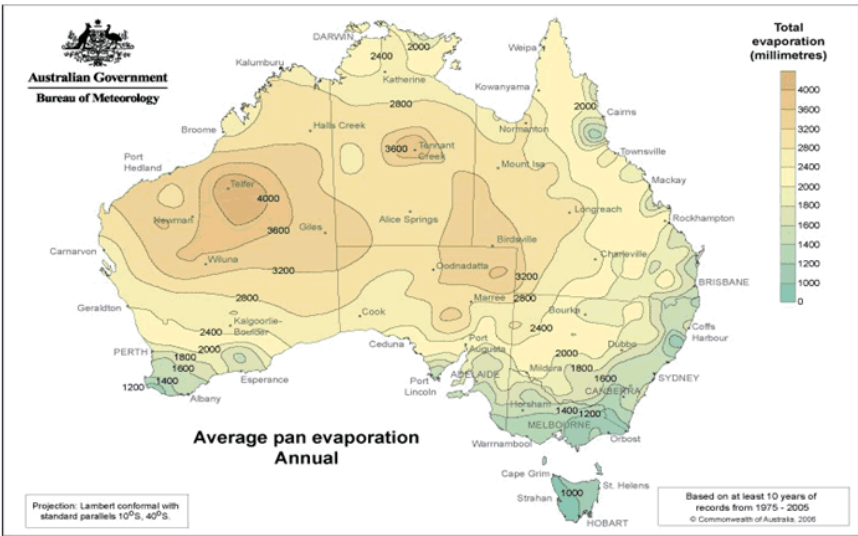 Australian Government
Bureau of Meteorology
DARWIN
2000
2400
Katherine
Weipa
Kalumburu
Kowanyama
2800
2000
Cairns
Broome
Halls Creek
Normanton
3600
Tennant
Creek
Townsville
Port
Hedland
Mount Isa
Mackay
Telfer
4000
Newman
3600
Giles
Alice Springs
Longreach
Rockhampton
Birdsville
Carnarvon
Wiluna
3200
Oodnadatta
3200
Charleville
BRISBANE
Geraldton
2800
Marree
2800
Cook
Bourke
Kalgoorlie-
Boulder
2400
2400
Coffs
Harbour
PERTH
2000
1800
1600
1400
1200
Esperance
Albany
Ceduna
Port
Augusta
Port
Lincoln
ADELAIDE
2000
Dubbo
Mildura
1800
1600
SYDNEY
CANBERRA
Horsham
1400
1200
MELBOURNE
Warrnambool
Orbost
Cape Grim
St. Helens
Strahan
1000
HOBART
Total
evaporation
(millimetres)
4000
3600
3200
2800
2400
2000
1800
1600
1400
1200
1000
0
Average pan evaporation
Annual
Projection: Lambert conformal with
standard parallels 10°S, 40°S.
Based on at least 10 years of
records from 1975 - 2005
© Commonwealth of Australia, 2006